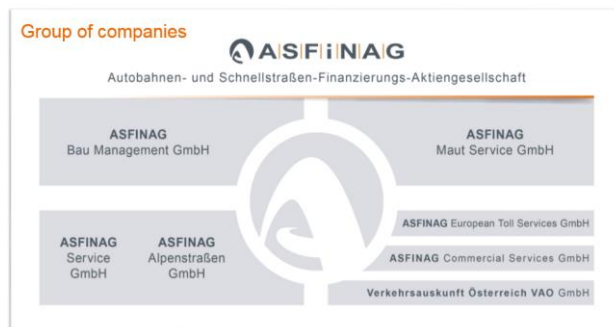 Group of companies
ASFiNAG
Autobahnen- und Schnellstraßen-Finanzierungs-Aktiengesellschaft
ASFINAG
Bau Management GmbH
ASFINAG
Maut Service GmbH
ASFINAG
Service
GmbH
ASFINAG
Alpenstraßen
GmbH
ASFINAG European Toll Services GmbH
ASFINAG Commercial Services GmbH
Verkehrsauskunft Österreich VAO GmbH